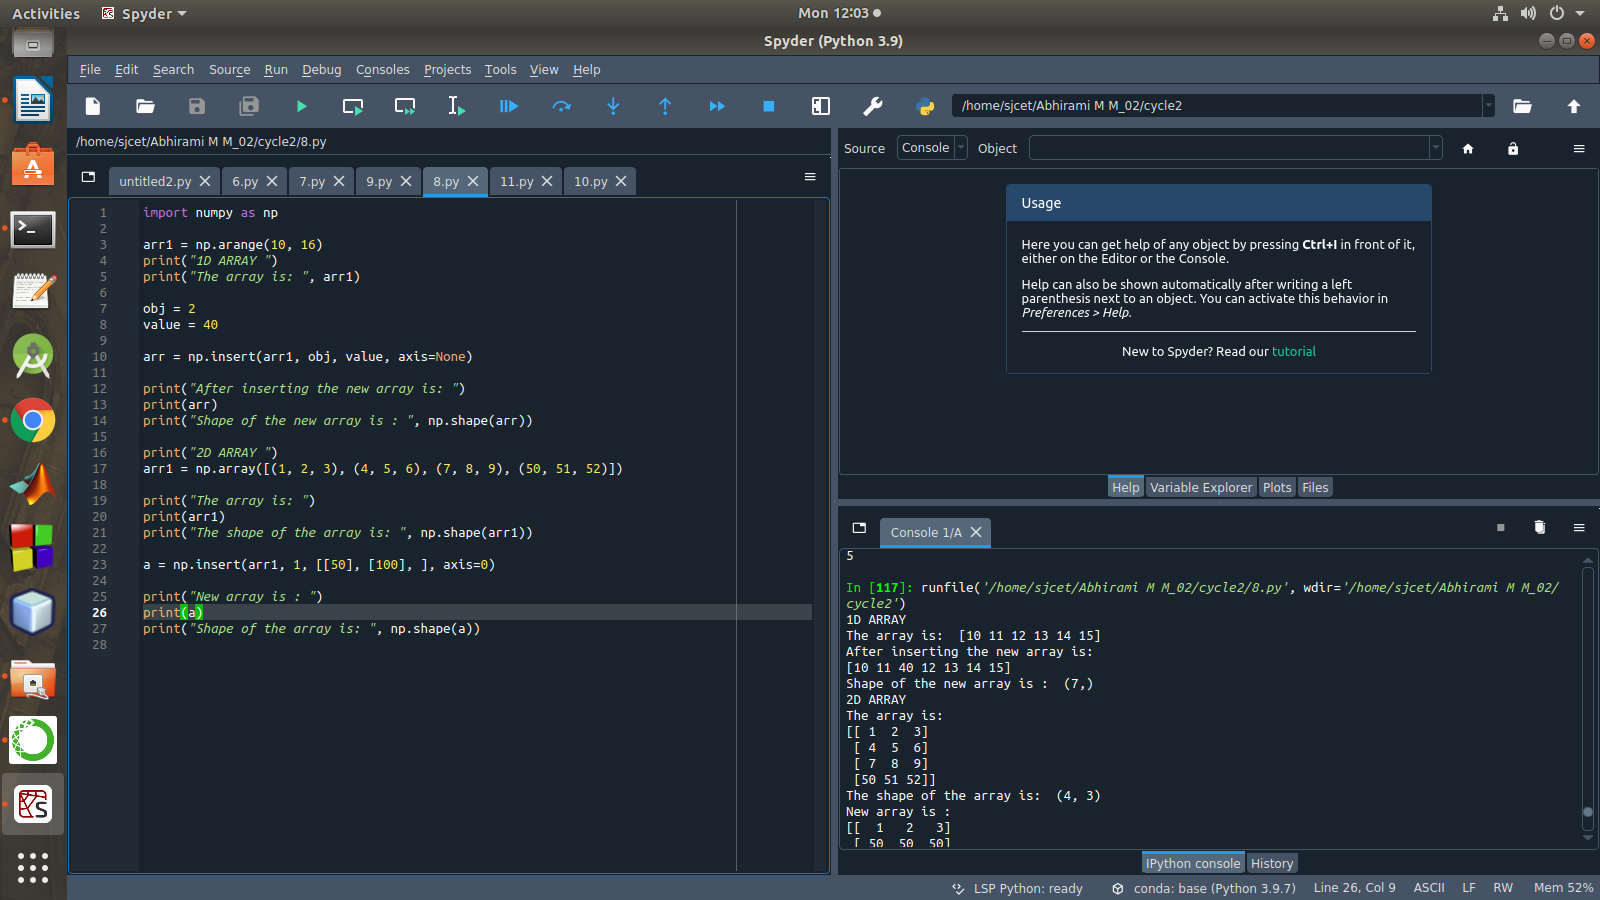 Activities Spyder Mon 12:03
Spyder (Python 3.9)
File Edit Search Source Run Debug Consoles Projects Tools View Help
/home/sjcet/Abhirami M M_02/cycle2
/home/sjcet/Abhirami M M_02/cycle2/8.py
untitled2.py 6.py 7.py 9.py 8.py 11.py 10.py
1 import numpy as np
2
3 arr1 = np.arange(10, 16)
4 print("1D ARRAY ")
5 print("The array is: ", arr1)
6
7 obj = 2
8 value = 40
9
10 arr = np.insert(arr1, obj, value, axis=None)
11
12 print("After inserting the new array is: ")
13 print(arr)
14 print("Shape of the new array is : ", np.shape(arr))
15
16 print("2D ARRAY ")
17 arr1 = np.array([(1, 2, 3), (4, 5, 6), (7, 8, 9), (50, 51, 52)])
18
19 print("The array is: ")
20 print(arr1)
21 print("The shape of the array is: ", np.shape(arr1))
22
23 a = np.insert(arr1, 1, [[50], [100], ], axis=0)
24
25 print("New array is : ")
26 print(a)
27 print("Shape of the array is: ", np.shape(a))
28
Source Console Object
Usage
Here you can get help of any object by pressing Ctrl+I in front of it,
either on the Editor or the Console.
Help can also be shown automatically after writing a left
parenthesis next to an object. You can activate this behavior in
Preferences > Help.
New to Spyder? Read our tutorial
Help Variable Explorer Plots Files
Console 1/A
5
In [117]: runfile('/home/sjcet/Abhirami M M_02/cycle2/8.py', wdir='/home/sjcet/Abhirami M M_02/
cycle2')
1D ARRAY
The array is:  [10 11 12 13 14 15]
After inserting the new array is:
[10 11 40 12 13 14 15]
Shape of the new array is :  (7,)
2D ARRAY
The array is:
[[ 1  2  3]
 [ 4  5  6]
 [ 7  8  9]
 [50 51 52]]
The shape of the array is:  (4, 3)
New array is :
[[  1   2   3]
 [ 50  50  50]
IPython console History
LSP Python: ready conda: base (Python 3.9.7) Line 26, Col 9 ASCII LF RW Mem 52%